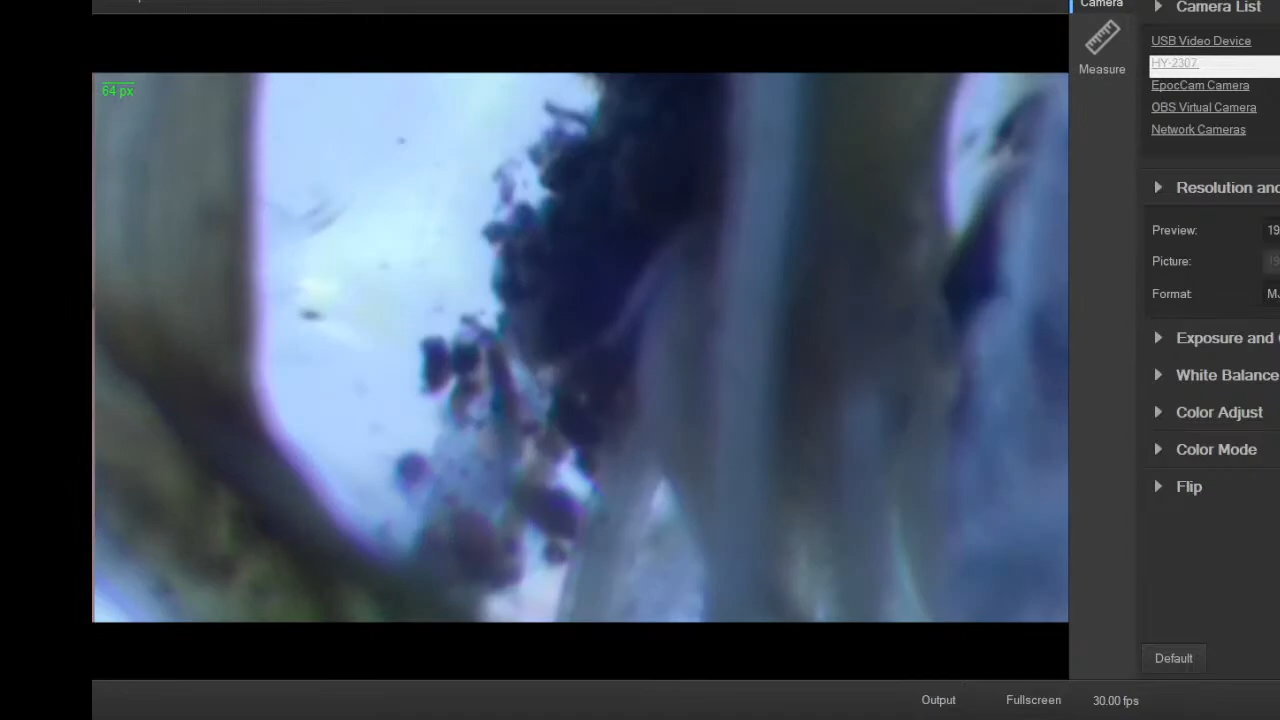 Camera
Camera List
64 px
Measure
USB Video Device
HY-2307
EpocCam Camera
OBS Virtual Camera
Network Cameras
Resolution and
Preview: 19
Picture:
Format: MJ
Exposure and
White Balance
Color Adjust
Color Mode
Flip
Default
Output
Fullscreen
30.00 fps